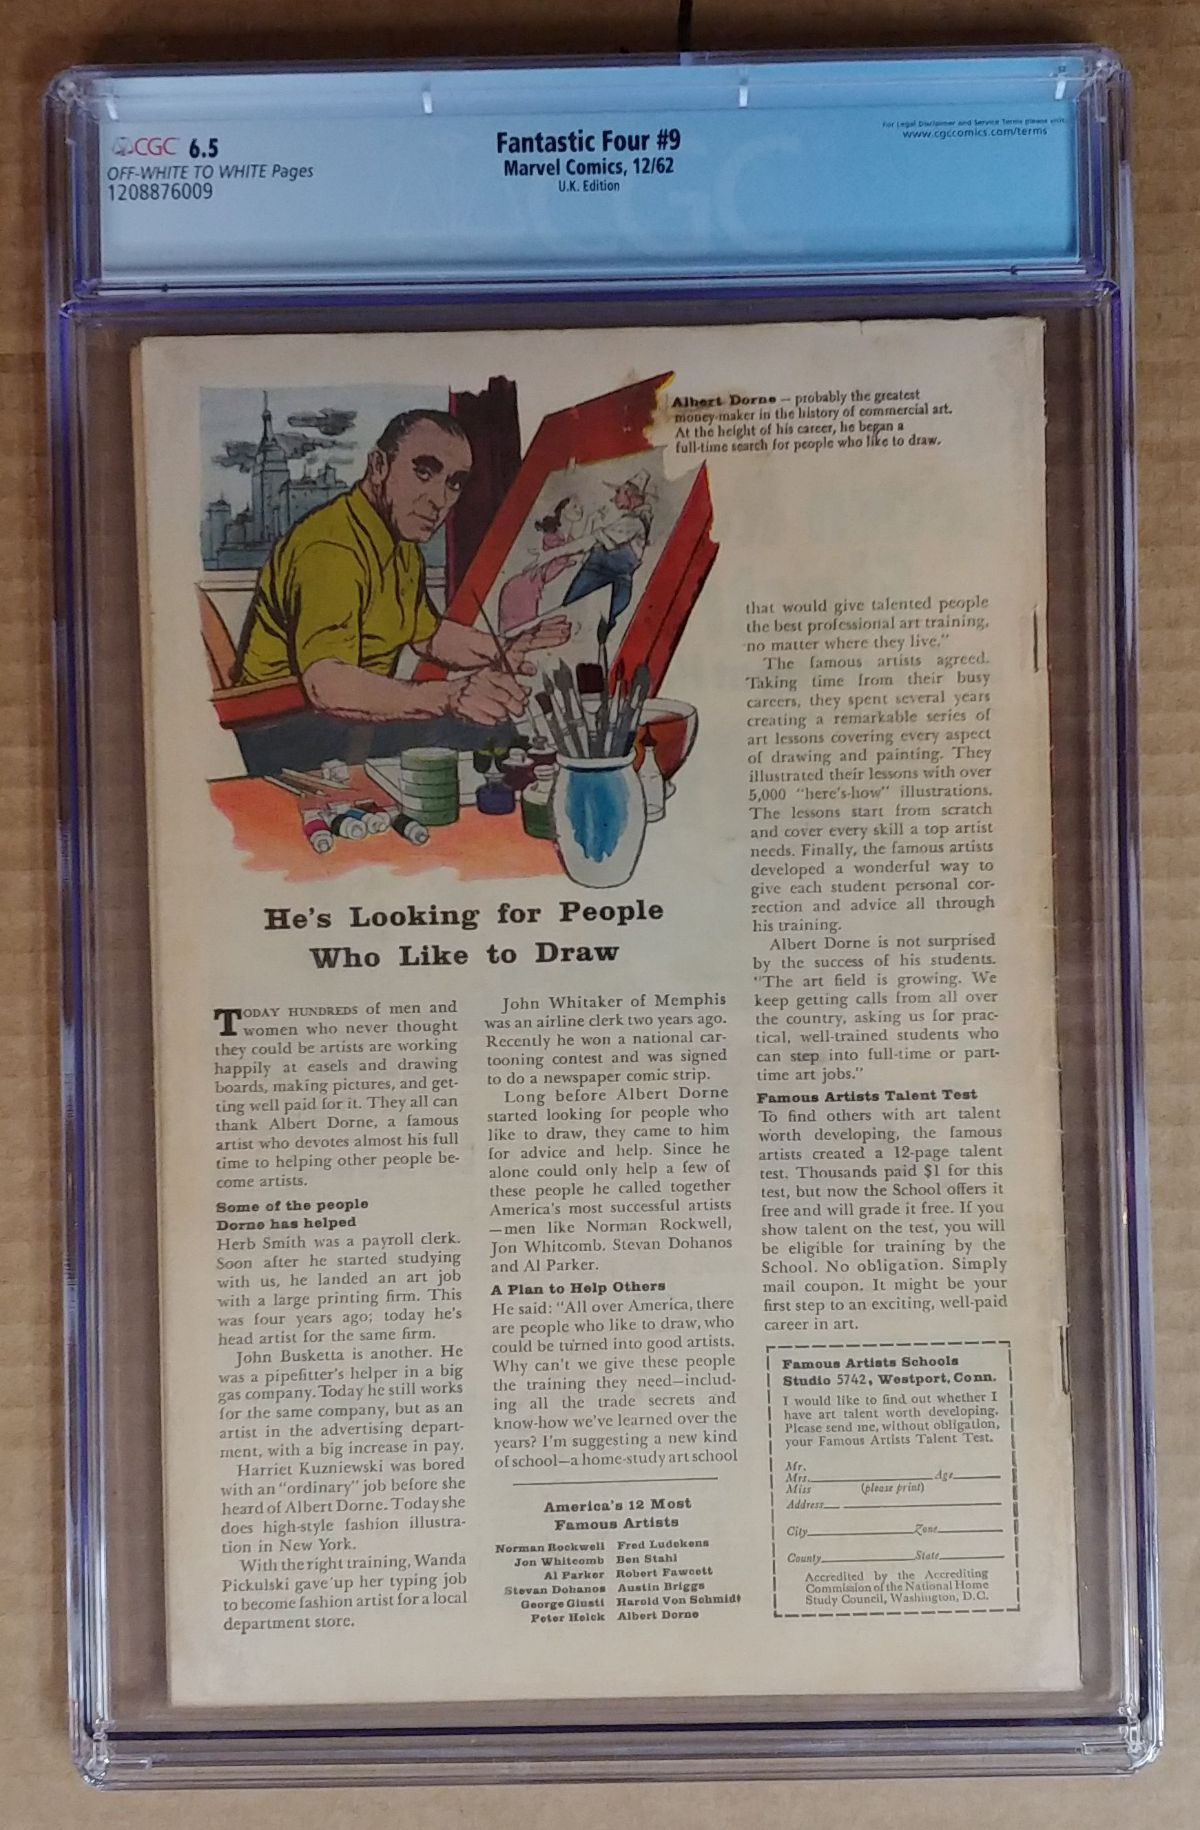 CGC 6.5
OFF-WHITE TO WHITE Pages
1208876009
Fantastic Four #9
Marvel Comics, 12/62
U.K. Edition
For Legal Disclaimer and Service Terms please visit:
www.cgccomics.com/terms
CGC
Albert Dorne — probably the greatest
money-maker in the history of commercial art.
At the height of his career, he began a
full-time search for people who like to draw.
He's Looking for People
Who Like to Draw
TODAY HUNDREDS of men and
women who never thought
they could be artists are working
happily at easels and drawing
boards, making pictures, and get-
ting well paid for it. They all can
thank Albert Dorne, a famous
artist who devotes almost his full
time to helping other people be-
come artists.
Some of the people
Dorne has helped
Herb Smith was a payroll clerk.
Soon after he started studying
with us, he landed an art job
with a large printing firm. This
was four years ago; today he's
head artist for the same firm.
John Busketta is another. He
was a pipefitter's helper in a big
gas company. Today he still works
for the same company, but as an
artist in the advertising depart-
ment, with a big increase in pay.
Harriet Kuzniewski was bored
with an "ordinary" job before she
heard of Albert Dorne. Today she
does high-style fashion illustra-
tion in New York.
With the right training, Wanda
Pickulski gave up her typing job
to become fashion artist for a local
department store.
John Whitaker of Memphis
was an airline clerk two years ago.
Recently he won a national car-
tooning contest and was signed
to do a newspaper comic strip.
Long before Albert Dorne
started looking for people who
like to draw, they came to him
for advice and help. Since he
alone could only help a few of
these people he called together
America's most successful artists
—men like Norman Rockwell,
Jon Whitcomb, Stevan Dohanos
and Al Parker.
A Plan to Help Others
He said: "All over America, there
are people who like to draw, who
could be turned into good artists.
Why can't we give these people
the training they need—includ-
ing all the trade secrets and
know-how we've learned over the
years? I'm suggesting a new kind
of school—a home-study art school
America's 12 Most
Famous Artists
Norman Rockwell Fred Ludekens
Jon Whitcomb Ben Stahl
Al Parker Robert Fawcett
Stevan Dohanos Austin Briggs
George Giusti Harold Von Schmidt
Peter Helck Albert Dorne
that would give talented people
the best professional art training,
no matter where they live."
The famous artists agreed.
Taking time from their busy
careers, they spent several years
creating a remarkable series of
art lessons covering every aspect
of drawing and painting. They
illustrated their lessons with over
5,000 "here's-how" illustrations.
The lessons start from scratch
and cover every skill a top artist
needs. Finally, the famous artists
developed a wonderful way to
give each student personal cor-
rection and advice all through
his training.
Albert Dorne is not surprised
by the success of his students.
"The art field is growing. We
keep getting calls from all over
the country, asking us for prac-
tical, well-trained students who
can step into full-time or part-
time art jobs."
Famous Artists Talent Test
To find others with art talent
worth developing, the famous
artists created a 12-page talent
test. Thousands paid $1 for this
test, but now the School offers it
free and will grade it free. If you
show talent on the test, you will
be eligible for training by the
School. No obligation. Simply
mail coupon. It might be your
first step to an exciting, well-paid
career in art.
Famous Artists Schools
Studio 5742, Westport, Conn.
I would like to find out whether I
have art talent worth developing.
Please send me, without obligation,
your Famous Artists Talent Test.
Mr.
Mrs. Age
Miss (please print)
Address
City Zone
County State
Accredited by the Accrediting
Commission of the National Home
Study Council, Washington, D.C.